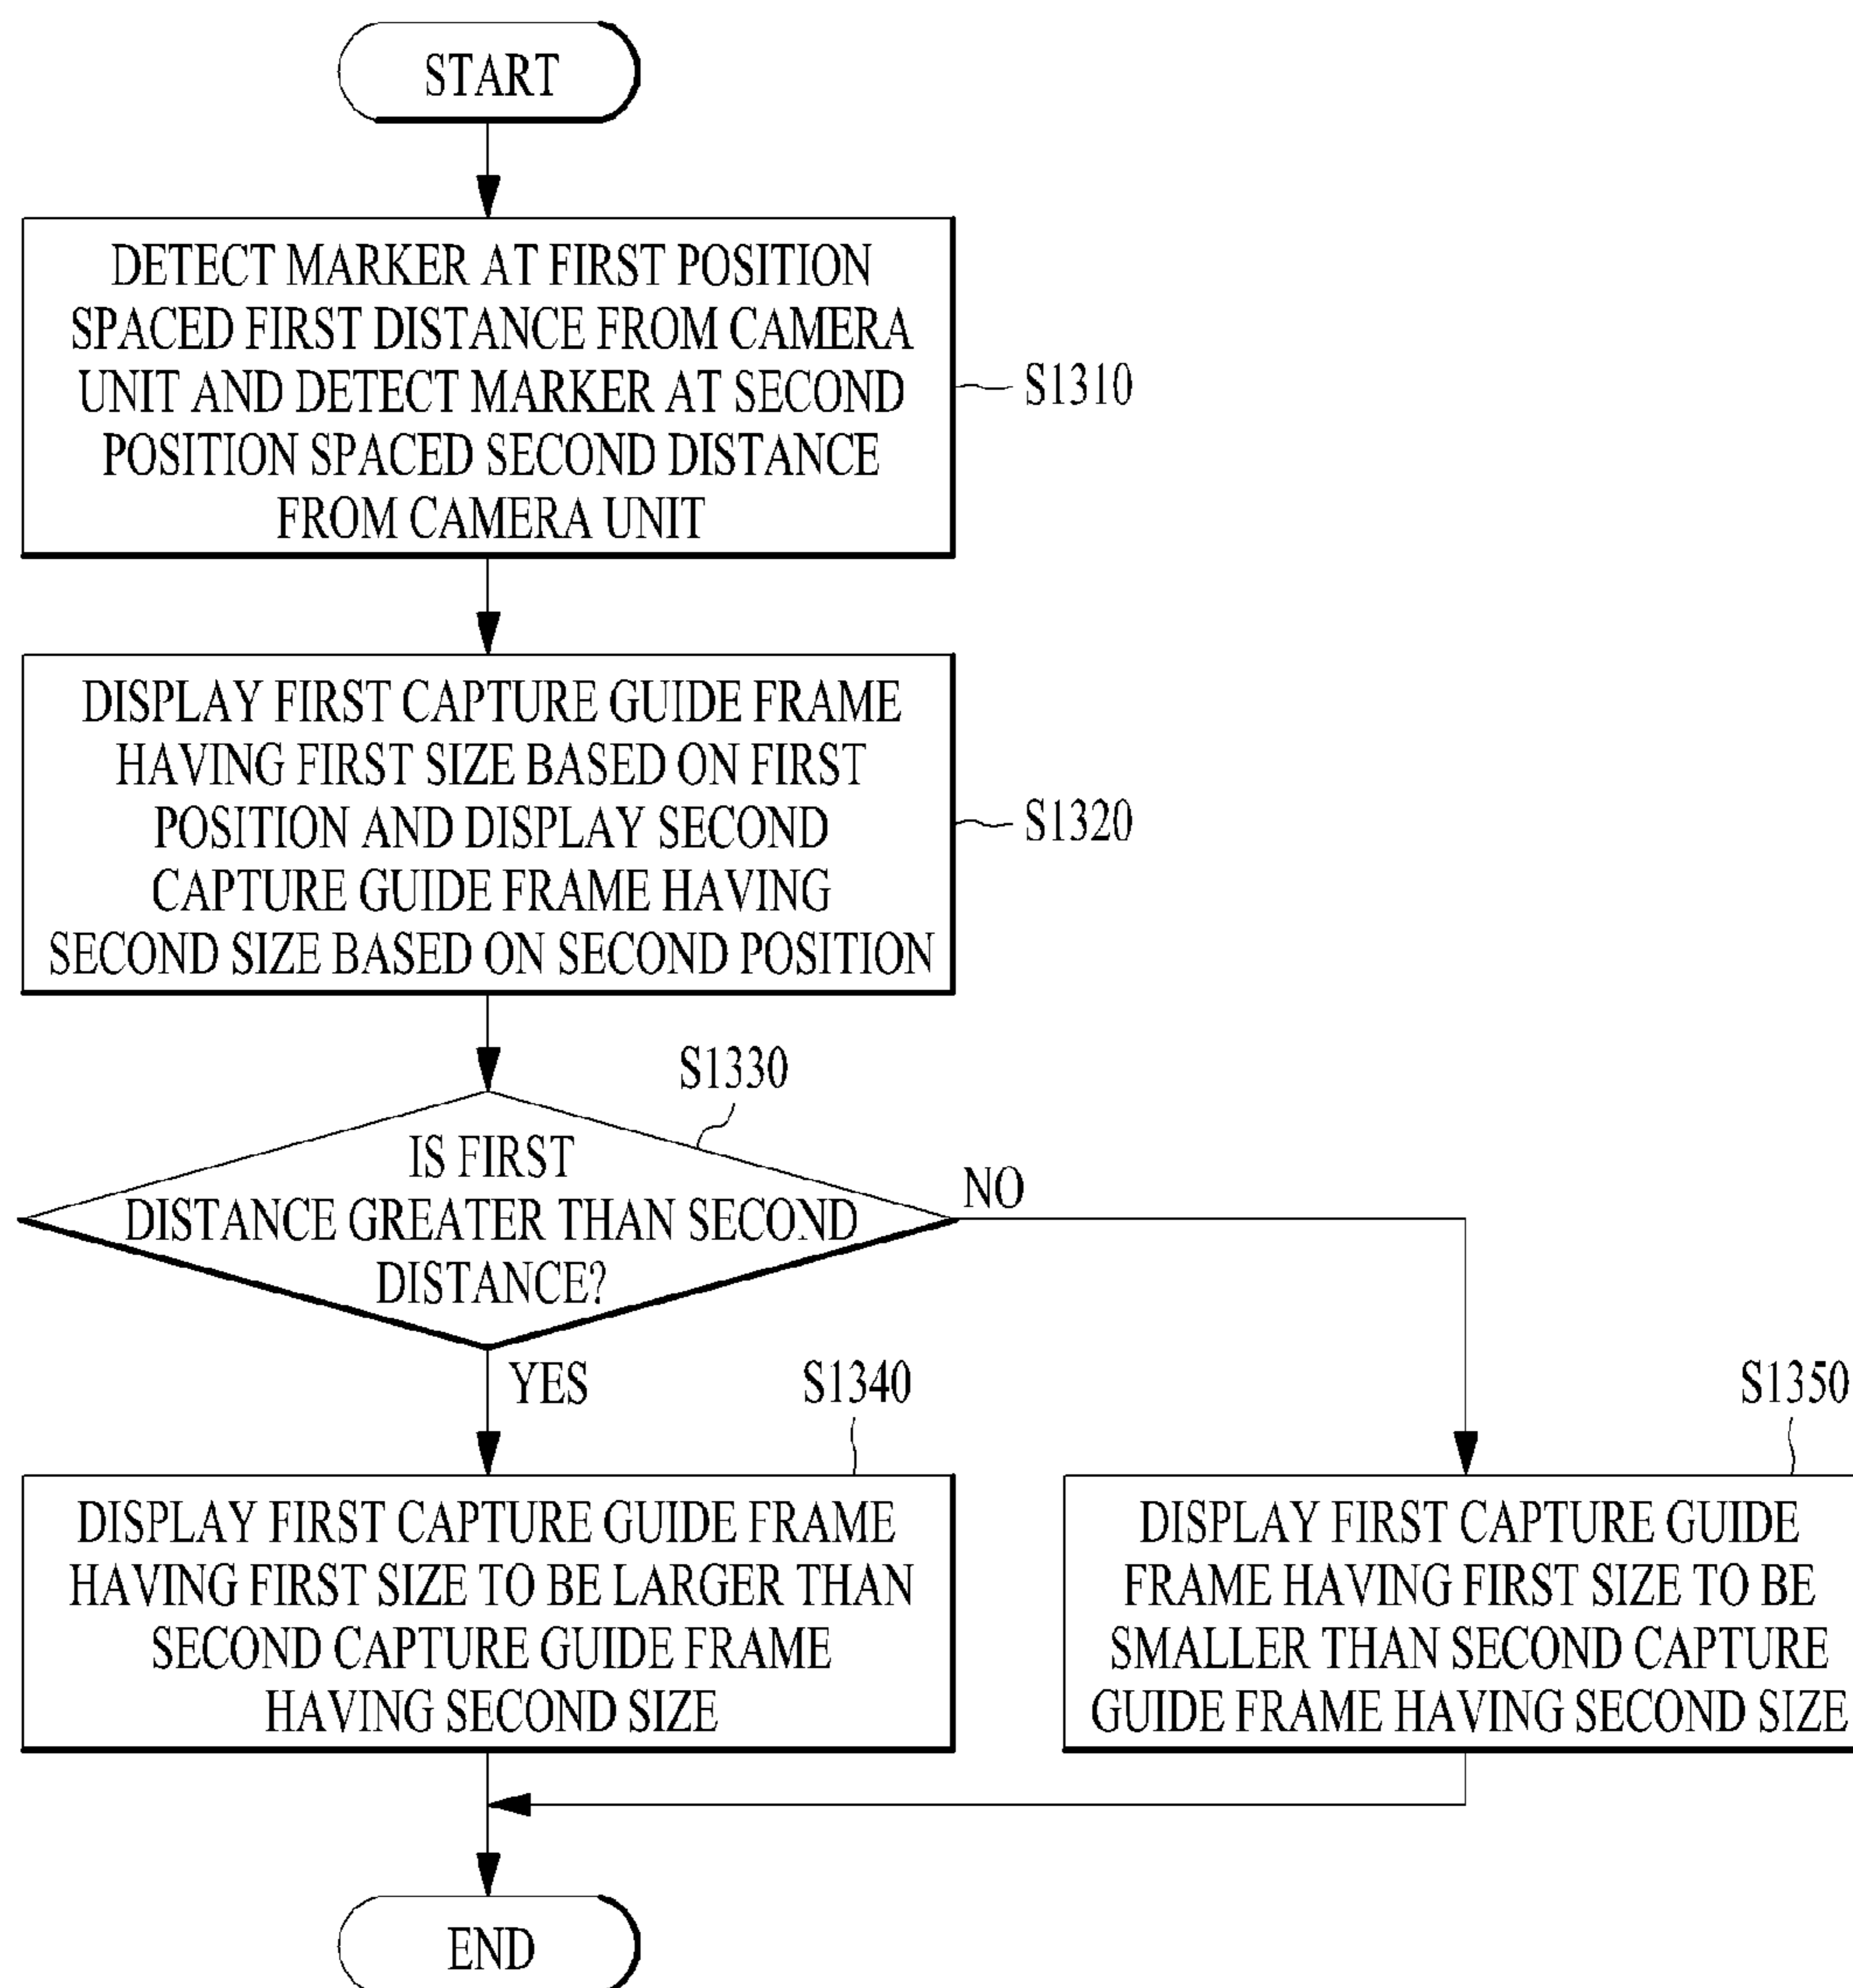 START
DETECT MARKER AT FIRST POSITION
SPACED FIRST DISTANCE FROM CAMERA
UNIT AND DETECT MARKER AT SECOND
POSITION SPACED SECOND DISTANCE
FROM CAMERA UNIT
S1310
DISPLAY FIRST CAPTURE GUIDE FRAME
HAVING FIRST SIZE BASED ON FIRST
POSITION AND DISPLAY SECOND
CAPTURE GUIDE FRAME HAVING
SECOND SIZE BASED ON SECOND POSITION
S1320
S1330
IS FIRST
DISTANCE GREATER THAN SECOND
DISTANCE?
NO
YES
S1340
DISPLAY FIRST CAPTURE GUIDE FRAME
HAVING FIRST SIZE TO BE LARGER THAN
SECOND CAPTURE GUIDE FRAME
HAVING SECOND SIZE
S1350
DISPLAY FIRST CAPTURE GUIDE
FRAME HAVING FIRST SIZE TO BE
SMALLER THAN SECOND CAPTURE
GUIDE FRAME HAVING SECOND SIZE
END